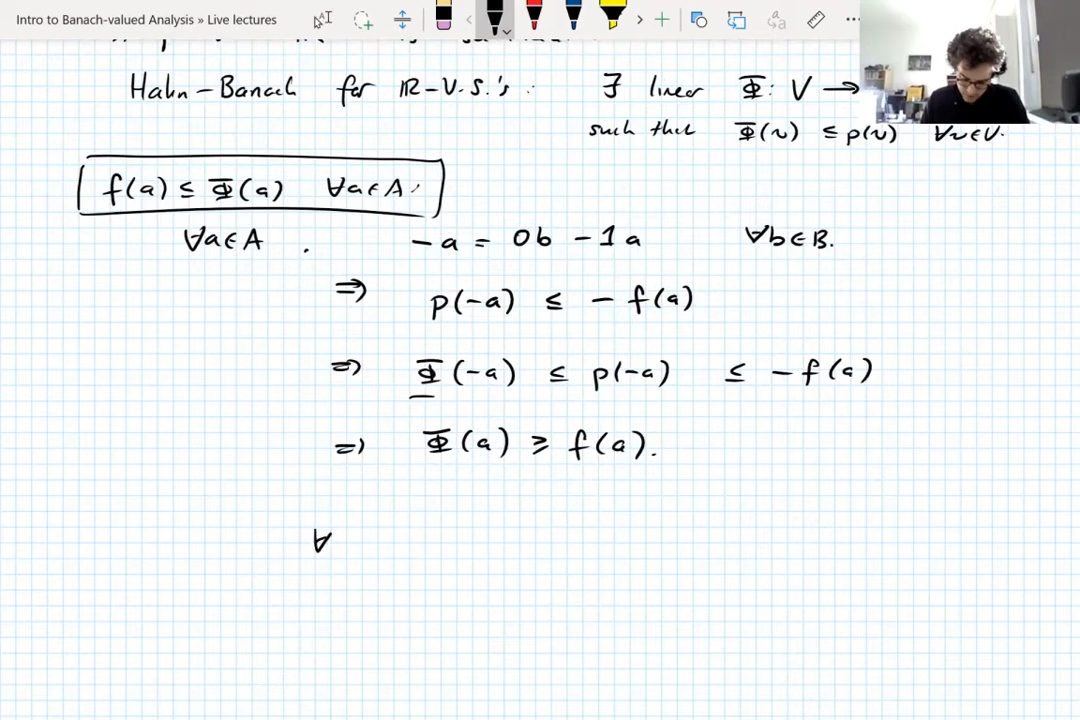 Intro to Banach-valued Analysis » Live lectures
Hahn-Banach for ℝ-V.S.'s : ∃ linear Φ: V →
such that Φ(v) ≤ p(v) ∀v∈V.
f(a) ≤ Φ(a) ∀a∈A.
∀a∈A . -a = 0b - 1a ∀b∈B.
⇒ p(-a) ≤ - f(a)
⇒ Φ(-a) ≤ p(-a) ≤ - f(a)
⇒ Φ(a) ≥ f(a).
∀